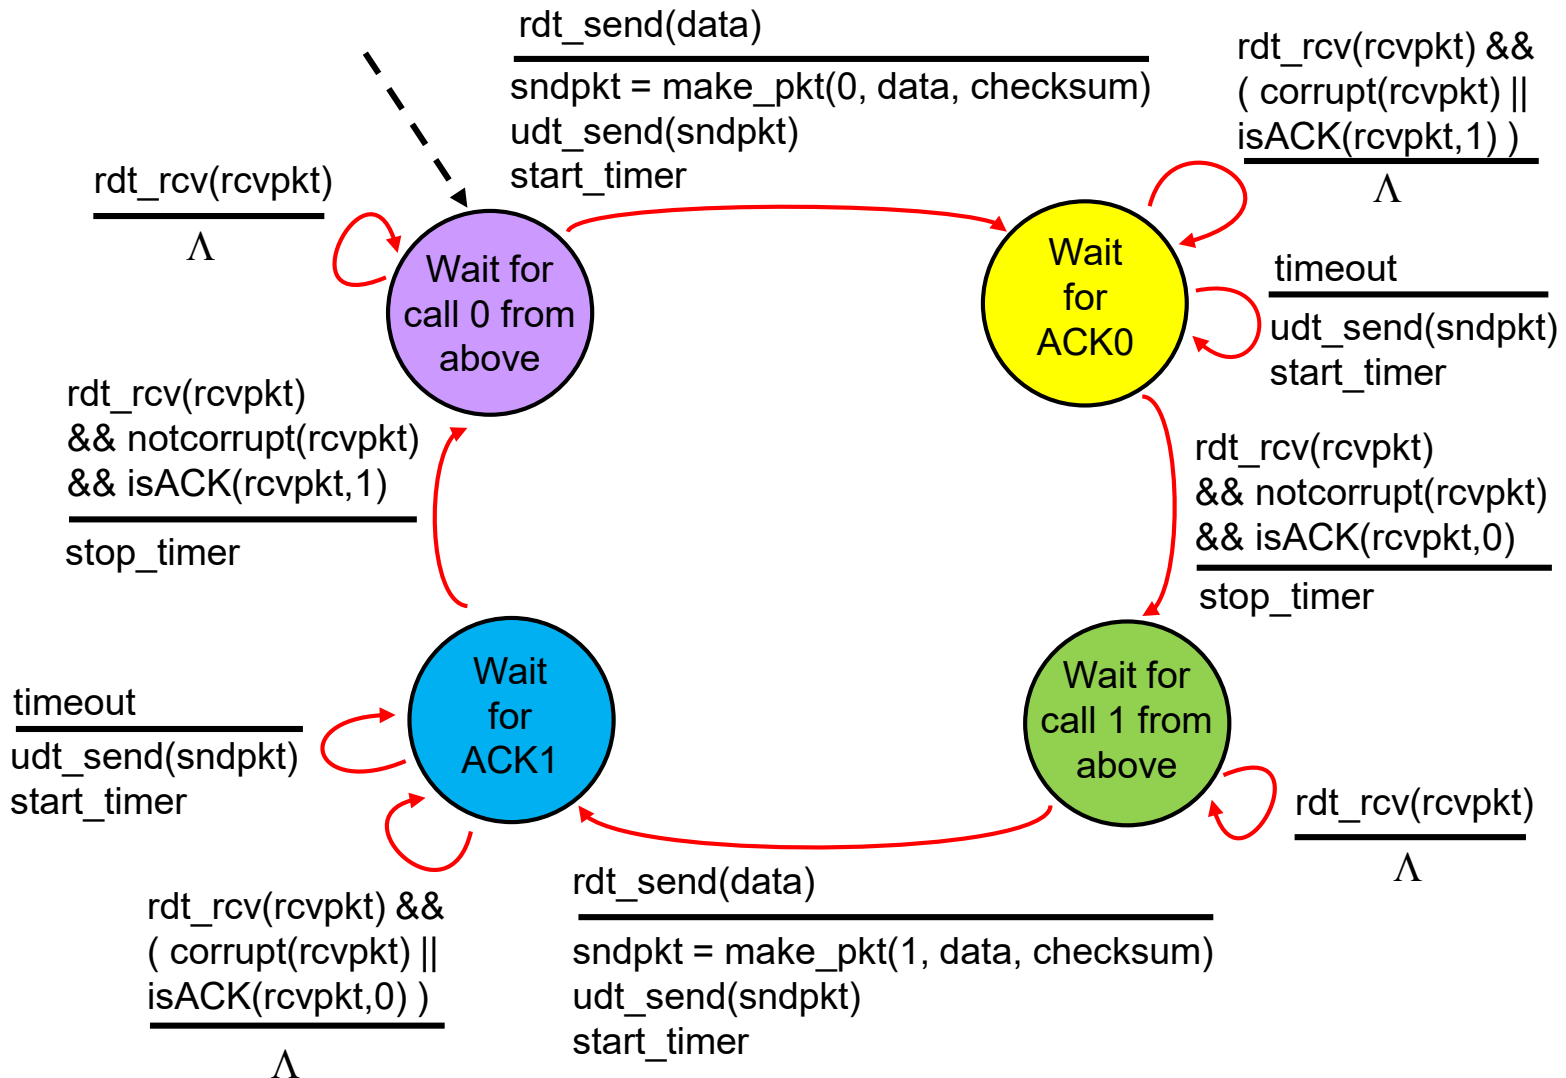 rdt_send(data)
sndpkt = make_pkt(0, data, checksum)
udt_send(sndpkt)
start_timer
rdt_rcv(rcvpkt) &&
( corrupt(rcvpkt) ||
isACK(rcvpkt,1) )
Λ
rdt_rcv(rcvpkt)
Λ
Wait for
call 0 from
above
Wait
for
ACK0
timeout
udt_send(sndpkt)
start_timer
rdt_rcv(rcvpkt)
&& notcorrupt(rcvpkt)
&& isACK(rcvpkt,1)
stop_timer
rdt_rcv(rcvpkt)
&& notcorrupt(rcvpkt)
&& isACK(rcvpkt,0)
stop_timer
Wait
for
ACK1
Wait for
call 1 from
above
timeout
udt_send(sndpkt)
start_timer
rdt_rcv(rcvpkt)
Λ
rdt_rcv(rcvpkt) &&
( corrupt(rcvpkt) ||
isACK(rcvpkt,0) )
Λ
rdt_send(data)
sndpkt = make_pkt(1, data, checksum)
udt_send(sndpkt)
start_timer